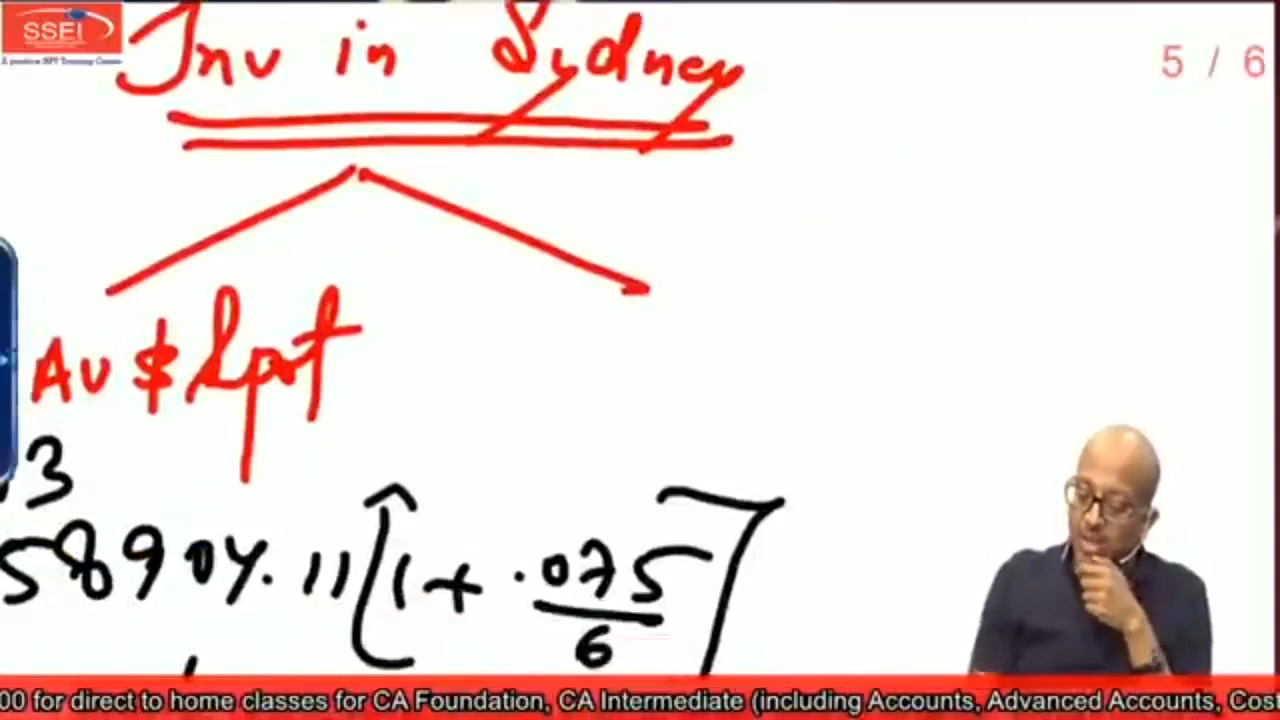 SSEI
Inv in Sydney
5 / 6
AU $ Spot
3
58904.11 [1 + .075
6
00 for direct to home classes for CA Foundation, CA Intermediate (including Accounts, Advanced Accounts, Cos